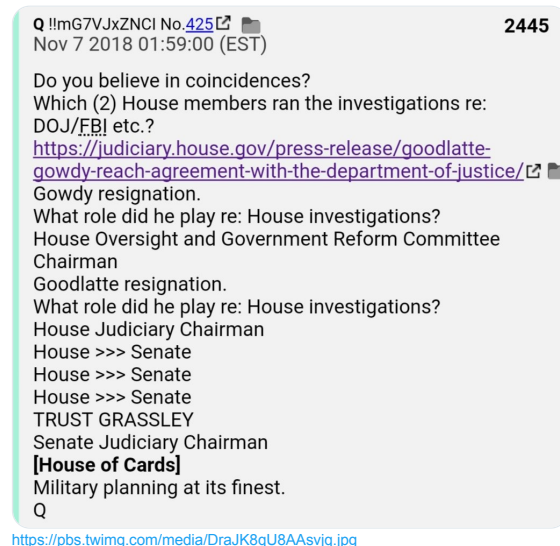 Q !!mG7VJxZNCI No.425 2445
Nov 7 2018 01:59:00 (EST)
Do you believe in coincidences?
Which (2) House members ran the investigations re:
DOJ/FBI etc.?
https://judiciary.house.gov/press-release/goodlatte-
gowdy-reach-agreement-with-the-department-of-justice/
Gowdy resignation.
What role did he play re: House investigations?
House Oversight and Government Reform Committee
Chairman
Goodlatte resignation.
What role did he play re: House investigations?
House Judiciary Chairman
House >>> Senate
House >>> Senate
House >>> Senate
TRUST GRASSLEY
Senate Judiciary Chairman
[House of Cards]
Military planning at its finest.
Q
https://pbs.twimg.com/media/DraJK8gU8AAsvjg.jpg